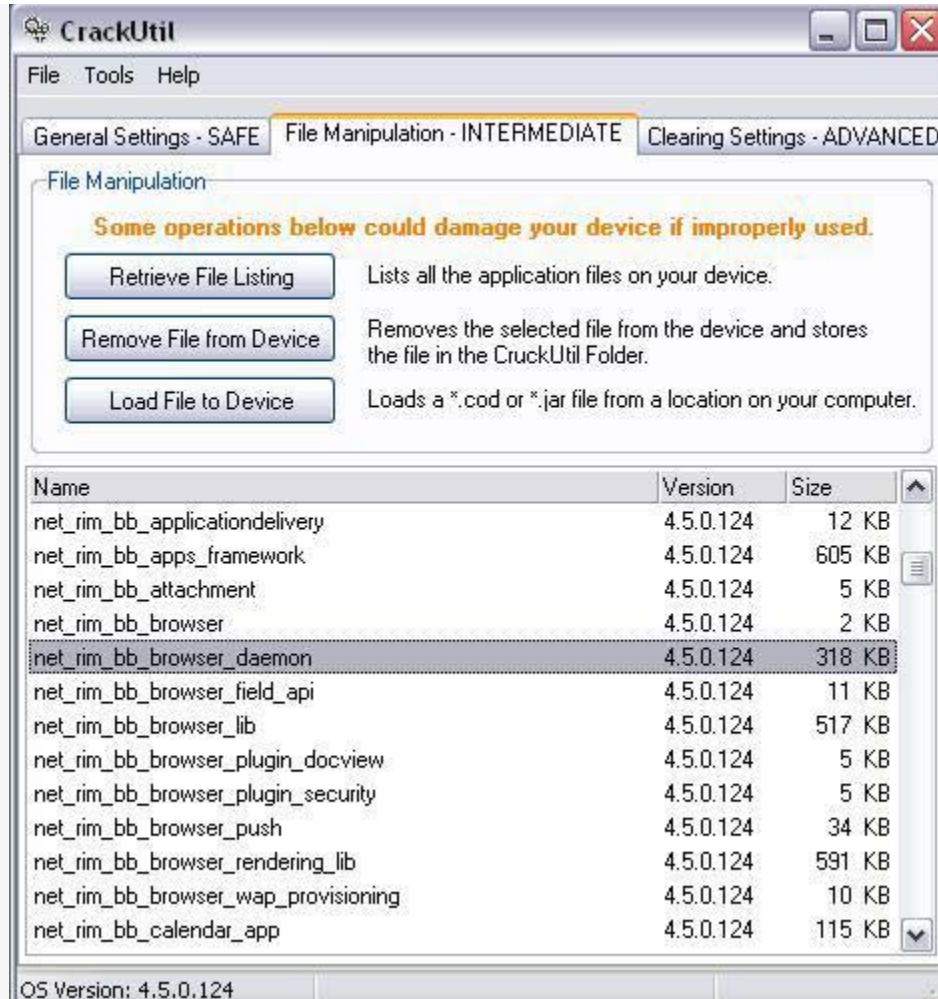 CrackUtil
File Tools Help
General Settings - SAFE File Manipulation - INTERMEDIATE Clearing Settings - ADVANCED
File Manipulation
Some operations below could damage your device if improperly used.
Retrieve File Listing Lists all the application files on your device.
Remove File from Device Removes the selected file from the device and stores
the file in the CruckUtil Folder.
Load File to Device Loads a *.cod or *.jar file from a location on your computer.
Name Version Size
net_rim_bb_applicationdelivery 4.5.0.124 12 KB
net_rim_bb_apps_framework 4.5.0.124 605 KB
net_rim_bb_attachment 4.5.0.124 5 KB
net_rim_bb_browser 4.5.0.124 2 KB
net_rim_bb_browser_daemon 4.5.0.124 318 KB
net_rim_bb_browser_field_api 4.5.0.124 11 KB
net_rim_bb_browser_lib 4.5.0.124 517 KB
net_rim_bb_browser_plugin_docview 4.5.0.124 5 KB
net_rim_bb_browser_plugin_security 4.5.0.124 5 KB
net_rim_bb_browser_push 4.5.0.124 34 KB
net_rim_bb_browser_rendering_lib 4.5.0.124 591 KB
net_rim_bb_browser_wap_provisioning 4.5.0.124 10 KB
net_rim_bb_calendar_app 4.5.0.124 115 KB
OS Version: 4.5.0.124